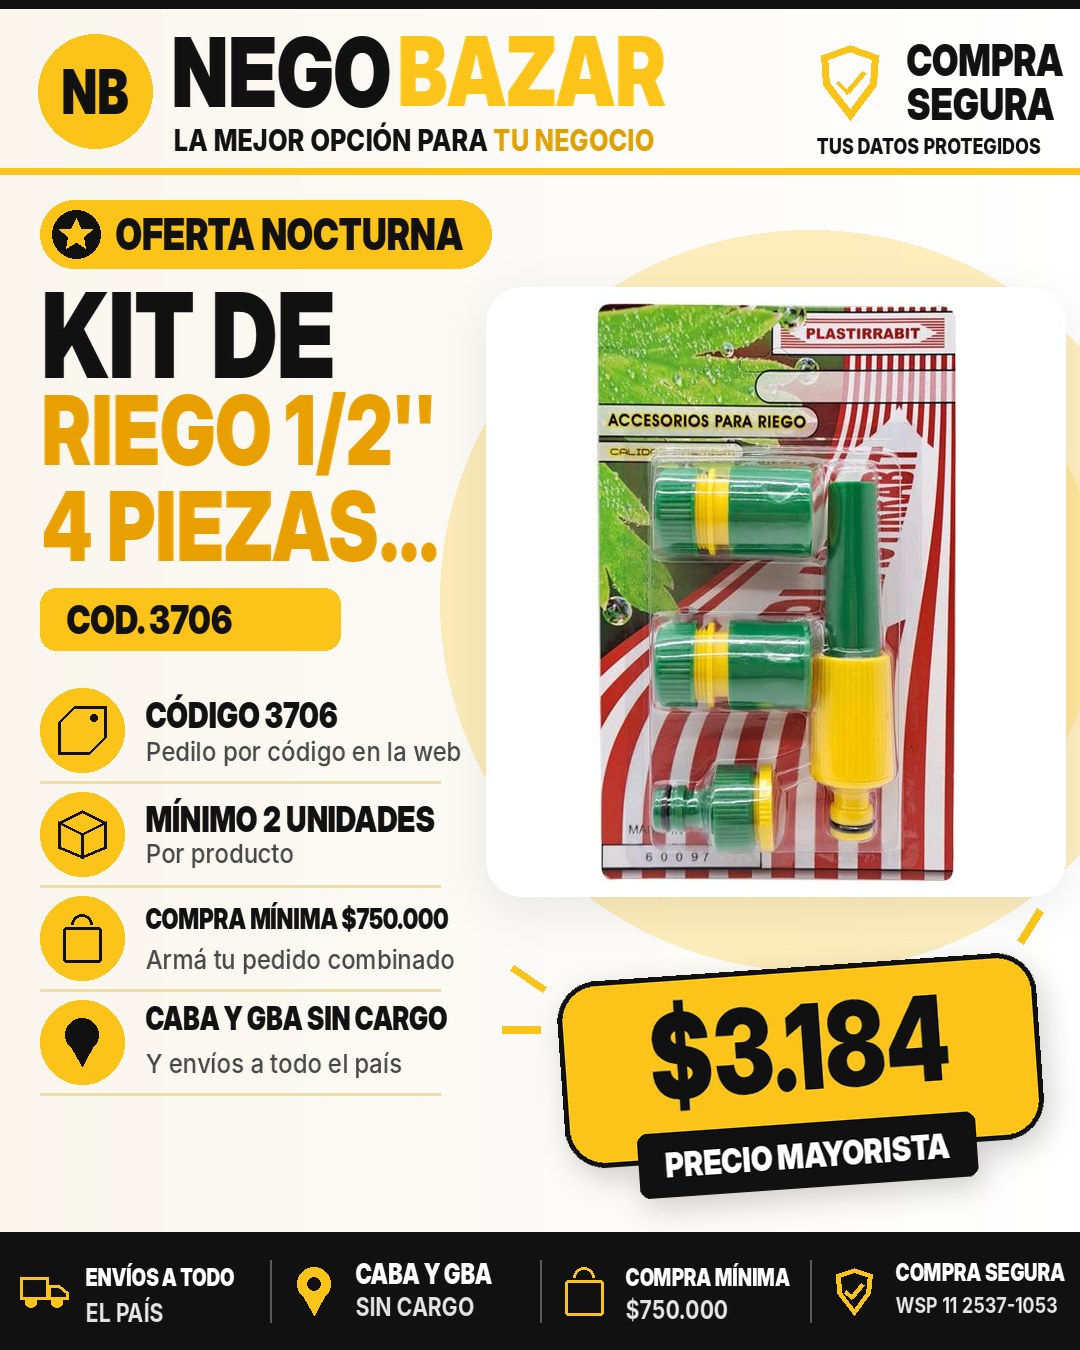 NB
NEGOBAZAR
LA MEJOR OPCIÓN PARA TU NEGOCIO
COMPRA
SEGURA
TUS DATOS PROTEGIDOS
OFERTA NOCTURNA
KIT DE
RIEGO 1/2''
4 PIEZAS...
COD. 3706
CÓDIGO 3706
Pedilo por código en la web
MÍNIMO 2 UNIDADES
Por producto
COMPRA MÍNIMA $750.000
Armá tu pedido combinado
CABA Y GBA SIN CARGO
Y envíos a todo el país
PLASTIRRABIT
ACCESORIOS PARA RIEGO
60097
$3.184
PRECIO MAYORISTA
ENVÍOS A TODO
EL PAÍS
CABA Y GBA
SIN CARGO
COMPRA MÍNIMA
$750.000
COMPRA SEGURA
WSP 11 2537-1053